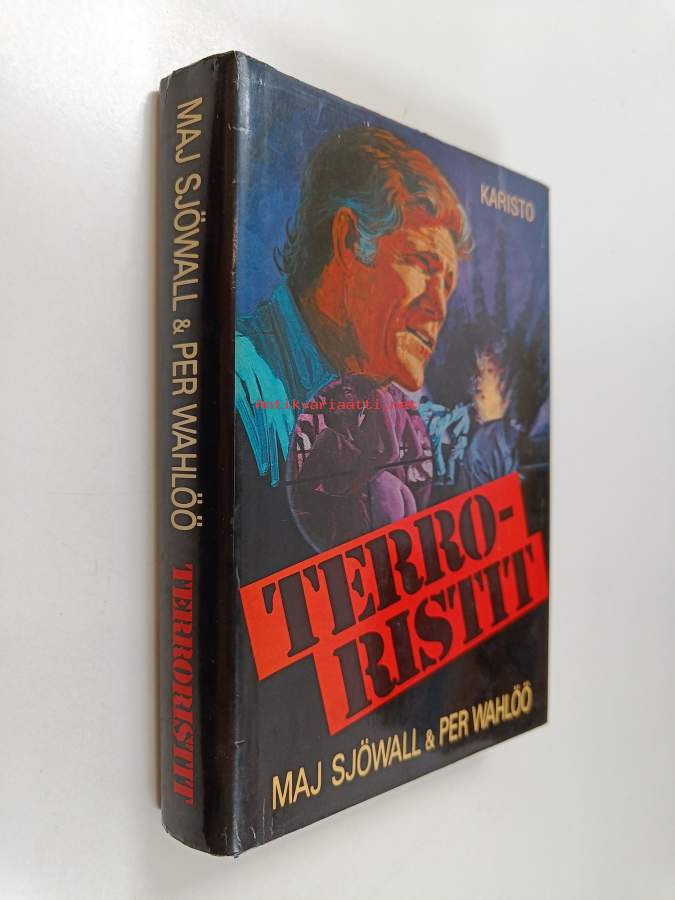 MAJ SJÖWALL & PER WAHLÖÖ TERRORISTIT
KARISTO
antikvariaatti.net
TERRO-
RISTIT
MAJ SJÖWALL & PER WAHLÖÖ